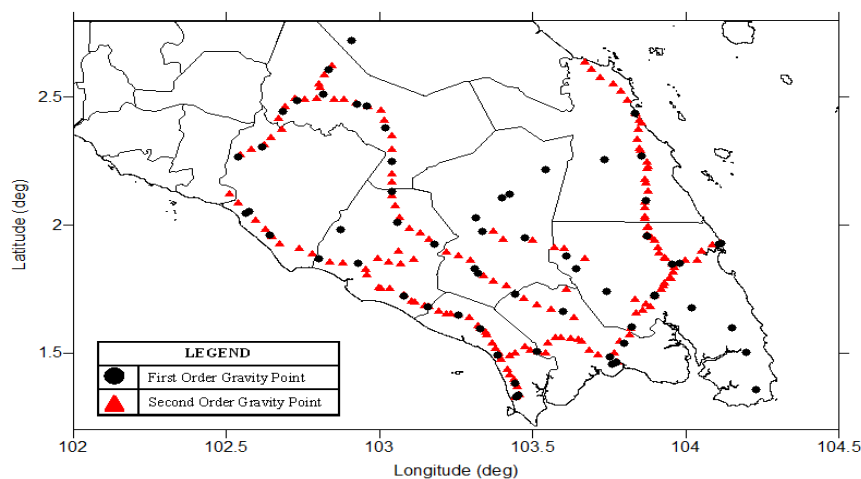 2.5
2
1.5
Latitude (deg)
LEGEND
First Order Gravity Point
Second Order Gravity Point
102
102.5
103
103.5
104
104.5
Longitude (deg)